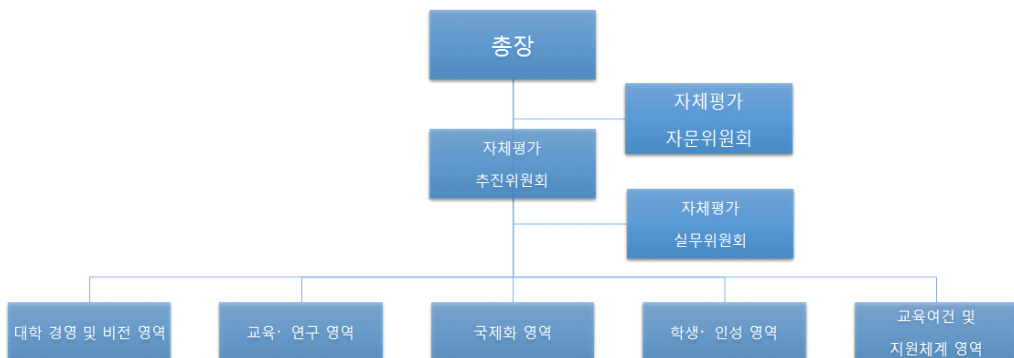 총장
자체평가
자문위원회
자체평가
추진위원회
자체평가
실무위원회
대학 경영 및 비전 영역
교육· 연구 영역
국제화 영역
학생· 인성 영역
교육여건 및
지원체계 영역